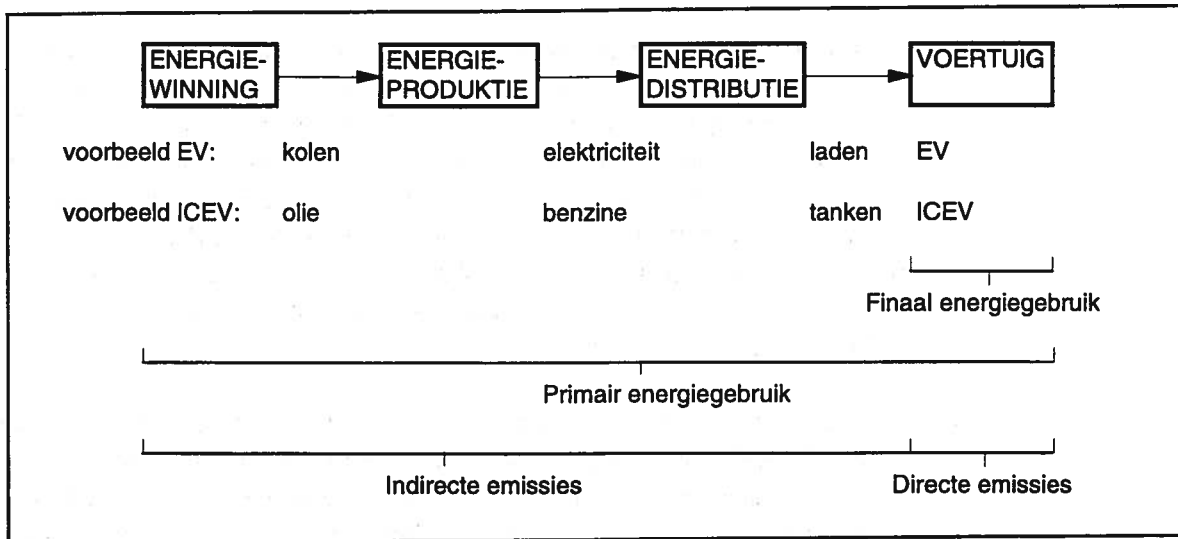 ENERGIE- ENERGIE- ENERGIE- VOERTUIG
WINNING PRODUKTIE DISTRIBUTIE
voorbeeld EV: kolen elektriciteit laden EV
voorbeeld ICEV: olie benzine tanken ICEV
Finaal energiegebruik
Primair energiegebruik
Indirecte emissies Directe emissies